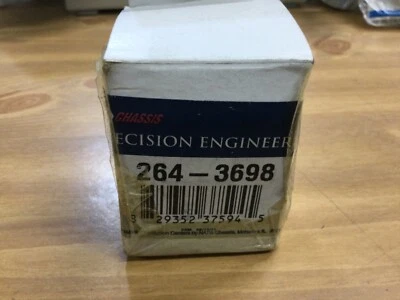 CHASSIS
ECISION ENGINEER
264-3698
29352 37594 5